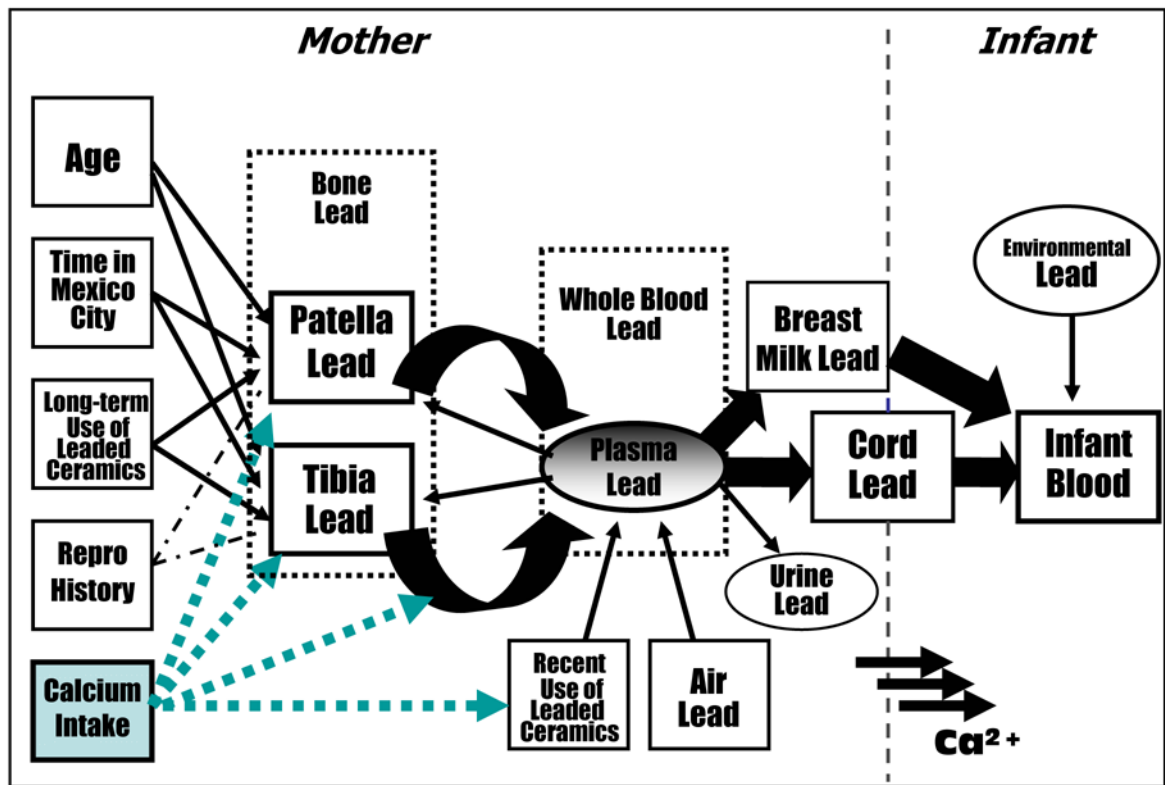 Mother
Infant
Age
Time in
Mexico
City
Long-term
Use of
Leaded
Ceramics
Repro
History
Calcium
Intake
Bone
Lead
Patella
Lead
Tibia
Lead
Whole Blood
Lead
Plasma
Lead
Recent
Use of
Leaded
Ceramics
Air
Lead
Breast
Milk Lead
Cord
Lead
Urine
Lead
Environmental
Lead
Infant
Blood
Ca²⁺